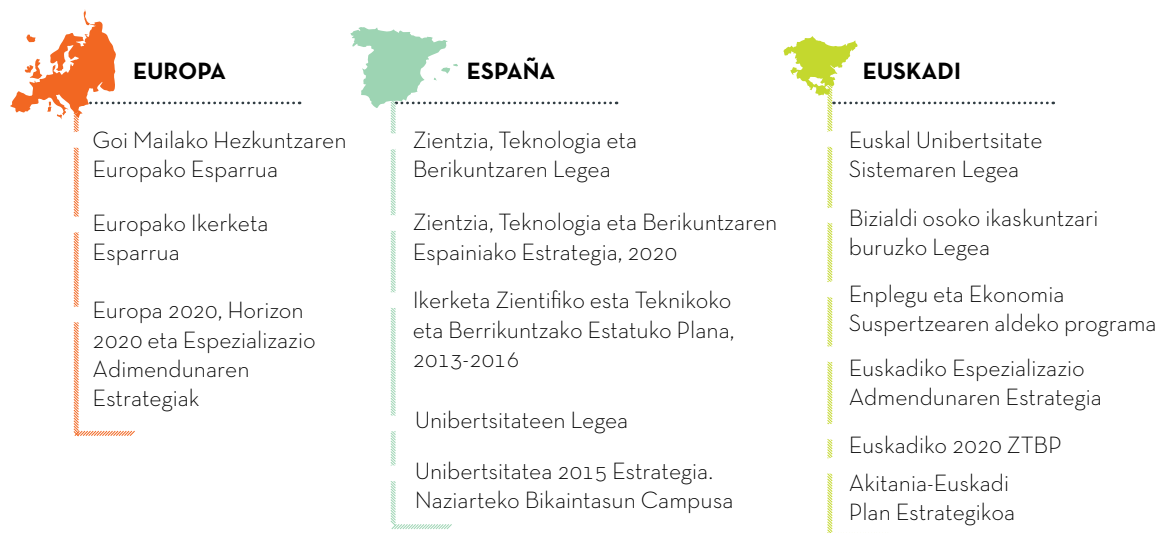 EUROPA
Goi Mailako Hezkuntzaren
Europako Esparrua
Europako Ikerketa
Esparrua
Europa 2020, Horizon
2020 eta Espezializazio
Adimendunaren
Estrategiak
ESPAÑA
Zientzia, Teknologia eta
Berikuntzaren Legea
Zientzia, Teknologia eta Berikuntzaren
Espainiako Estrategia, 2020
Ikerketa Zientifiko esta Teknikoko
eta Berrikuntzako Estatuko Plana,
2013-2016
Unibertsitateen Legea
Unibertsitatea 2015 Estrategia.
Naziarteko Bikaintasun Campusa
EUSKADI
Euskal Unibertsitate
Sistemaren Legea
Bizialdi osoko ikaskuntzari
buruzko Legea
Enplegu eta Ekonomia
Suspertzearen aldeko programa
Euskadiko Espezializazio
Admendunaren Estrategia
Euskadiko 2020 ZTBP
Akitania-Euskadi
Plan Estrategikoa